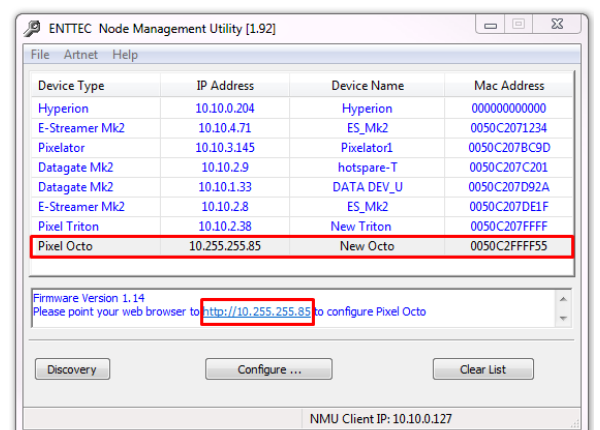 ENTTEC Node Management Utility [1.92]
File Artnet Help
Device Type IP Address Device Name Mac Address
Hyperion 10.10.0.204 Hyperion 000000000000
E-Streamer Mk2 10.10.4.71 ES_Mk2 0050C2071234
Pixelator 10.10.3.145 Pixelator1 0050C207BC9D
Datagate Mk2 10.10.2.9 hotspare-T 0050C207C201
Datagate Mk2 10.10.1.33 DATA DEV_U 0050C207D92A
E-Streamer Mk2 10.10.2.8 ES_Mk2 0050C207DE1F
Pixel Triton 10.10.2.38 New Triton 0050C207FFFF
Pixel Octo 10.255.255.85 New Octo 0050C2FFFF55
Firmware Version 1.14
Please point your web browser to http://10.255.255.85 to configure Pixel Octo
Discovery Configure ... Clear List
NMU Client IP: 10.10.0.127